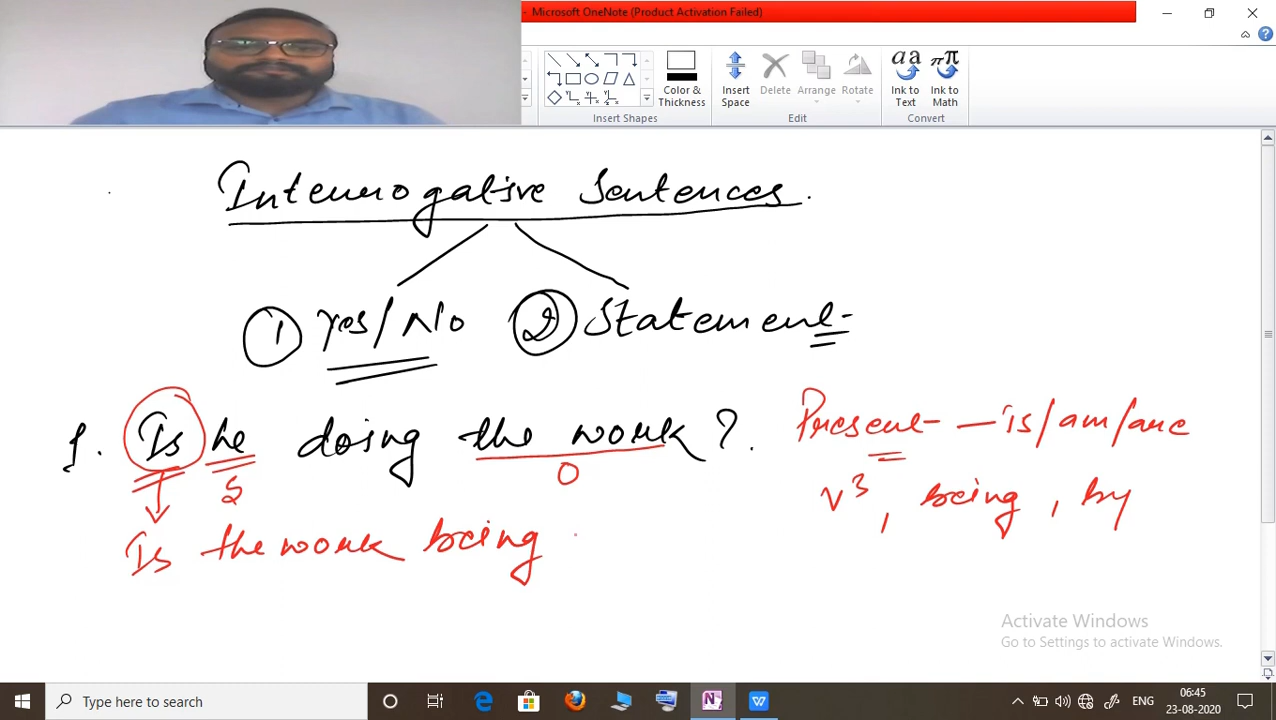 - Microsoft OneNote (Product Activation Failed)
Color & Thickness
Insert Space
Delete
Arrange
Rotate
Ink to Text
Ink to Math
Insert Shapes
Edit
Convert
Interrogative Sentences.
① Yes/No ② Statement-
1. Is he doing the work?.
S O
Present - is/am/are
V3, being, by
Is the work being
Activate Windows
Go to Settings to activate Windows.
Type here to search
ENG
06:45
23-08-2020